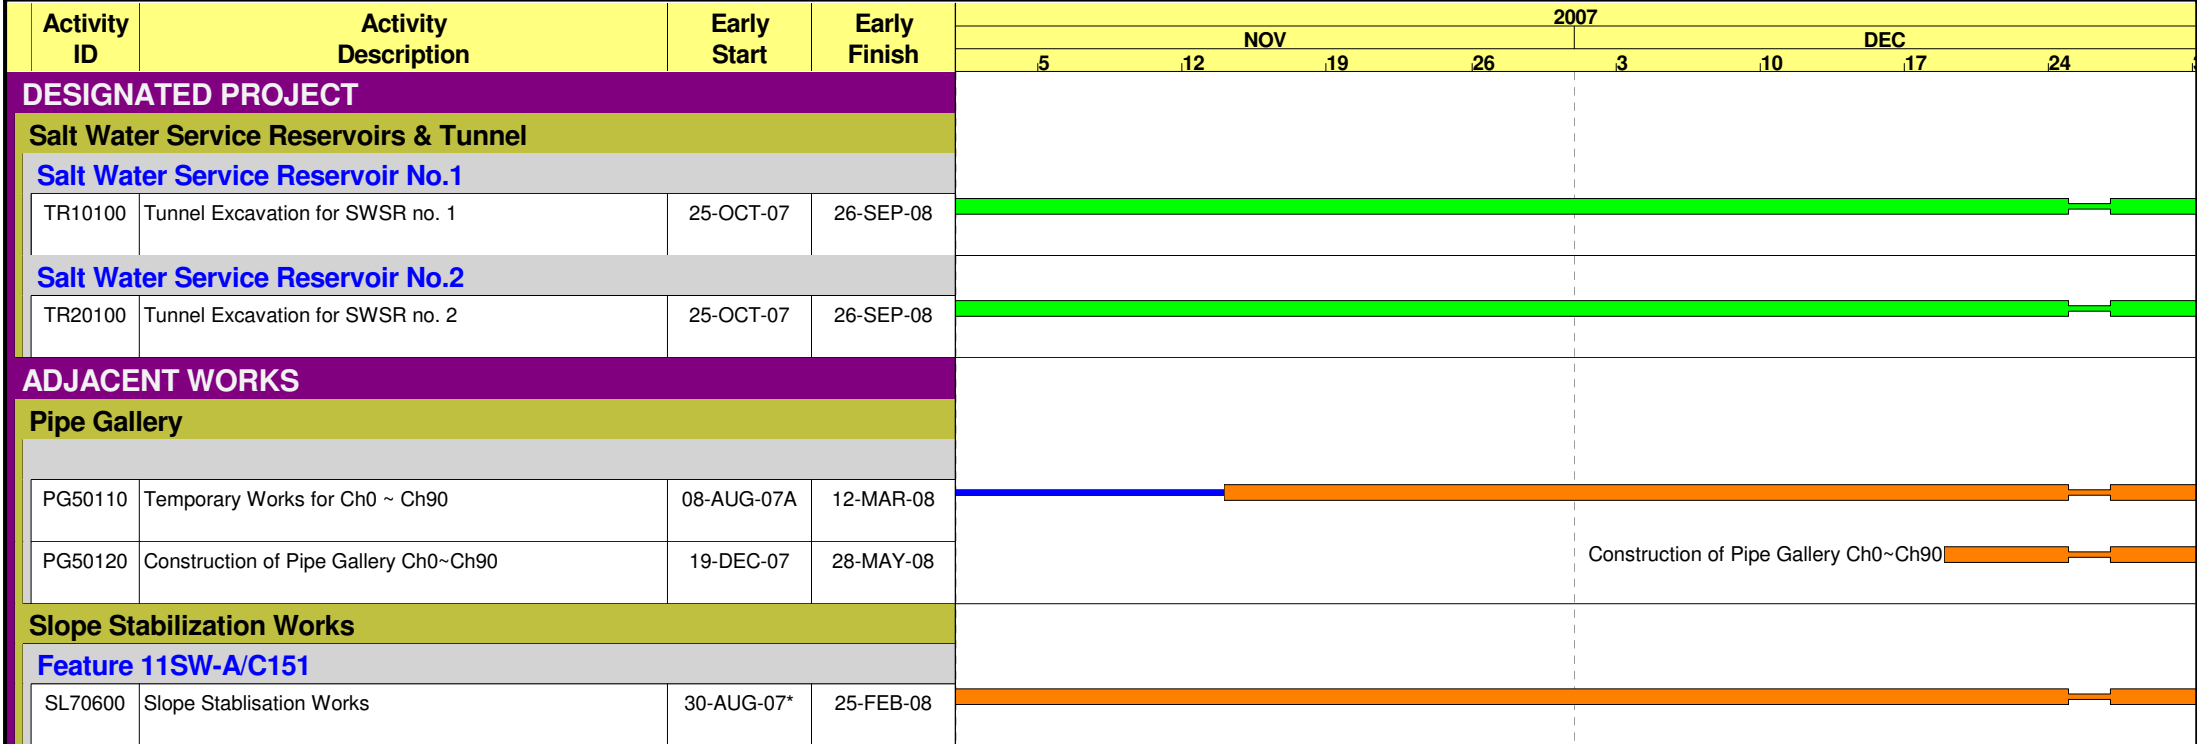 Activity ID Activity Description Early Start Early Finish
2007
NOV DEC
5 12 19 26 3 10 17 24
DESIGNATED PROJECT
Salt Water Service Reservoirs & Tunnel
Salt Water Service Reservoir No.1
TR10100 Tunnel Excavation for SWSR no. 1 25-OCT-07 26-SEP-08
Salt Water Service Reservoir No.2
TR20100 Tunnel Excavation for SWSR no. 2 25-OCT-07 26-SEP-08
ADJACENT WORKS
Pipe Gallery
PG50110 Temporary Works for Ch0 ~ Ch90 08-AUG-07A 12-MAR-08
PG50120 Construction of Pipe Gallery Ch0~Ch90 19-DEC-07 28-MAY-08 Construction of Pipe Gallery Ch0~Ch90
Slope Stabilization Works
Feature 11SW-A/C151
SL70600 Slope Stablisation Works 30-AUG-07* 25-FEB-08